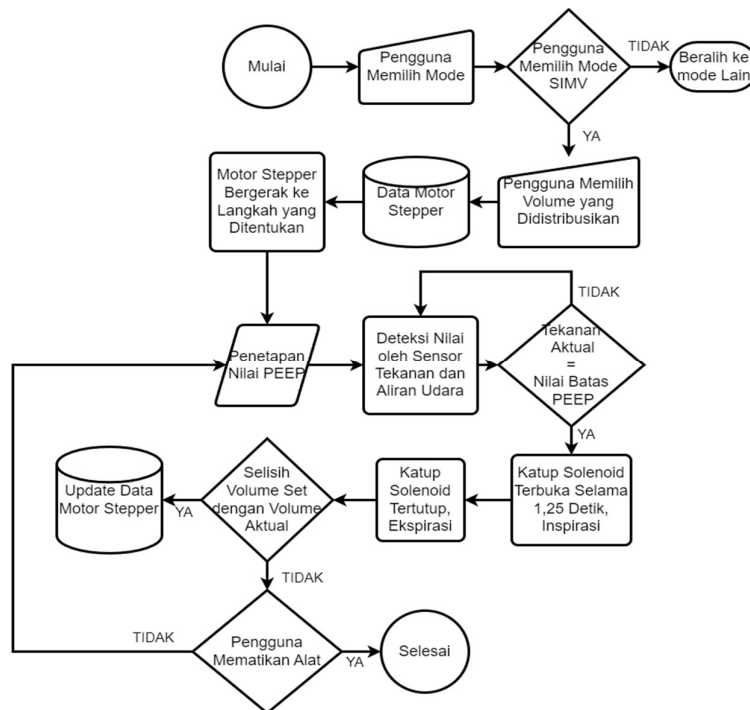 Mulai
Pengguna
Memilih Mode
Pengguna
Memilih Mode
SIMV
TIDAK
Beralih ke
mode Lain
YA
Pengguna Memilih
Volume yang
Didistribusikan
Data Motor
Stepper
Motor Stepper
Bergerak ke
Langkah yang
Ditentukan
Penetapan
Nilai PEEP
Deteksi Nilai
oleh Sensor
Tekanan dan
Aliran Udara
TIDAK
Tekanan
Aktual
=
Nilai Batas
PEEP
YA
Katup Solenoid
Terbuka Selama
1,25 Detik,
Inspirasi
Katup
Solenoid
Tertutup,
Ekspirasi
Selisih
Volume Set
dengan Volume
Aktual
YA
Update Data
Motor Stepper
TIDAK
Pengguna
Mematikan Alat
TIDAK
YA
Selesai